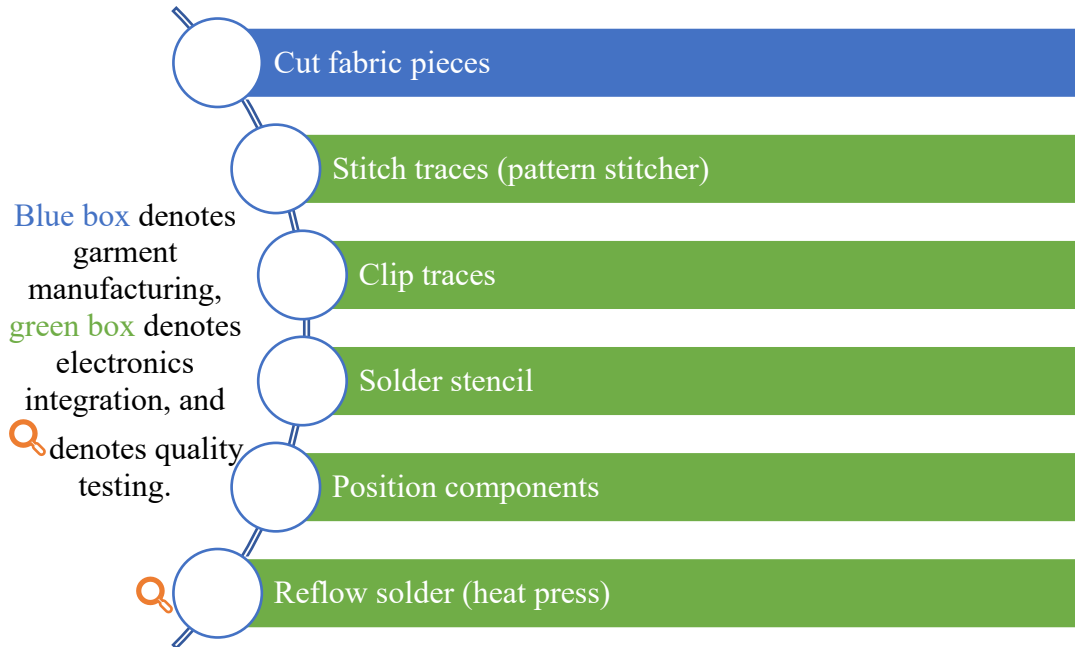 Cut fabric pieces
Stitch traces (pattern stitcher)
Clip traces
Solder stencil
Position components
Reflow solder (heat press)
Blue box denotes
garment
manufacturing,
green box denotes
electronics
integration, and
denotes quality
testing.